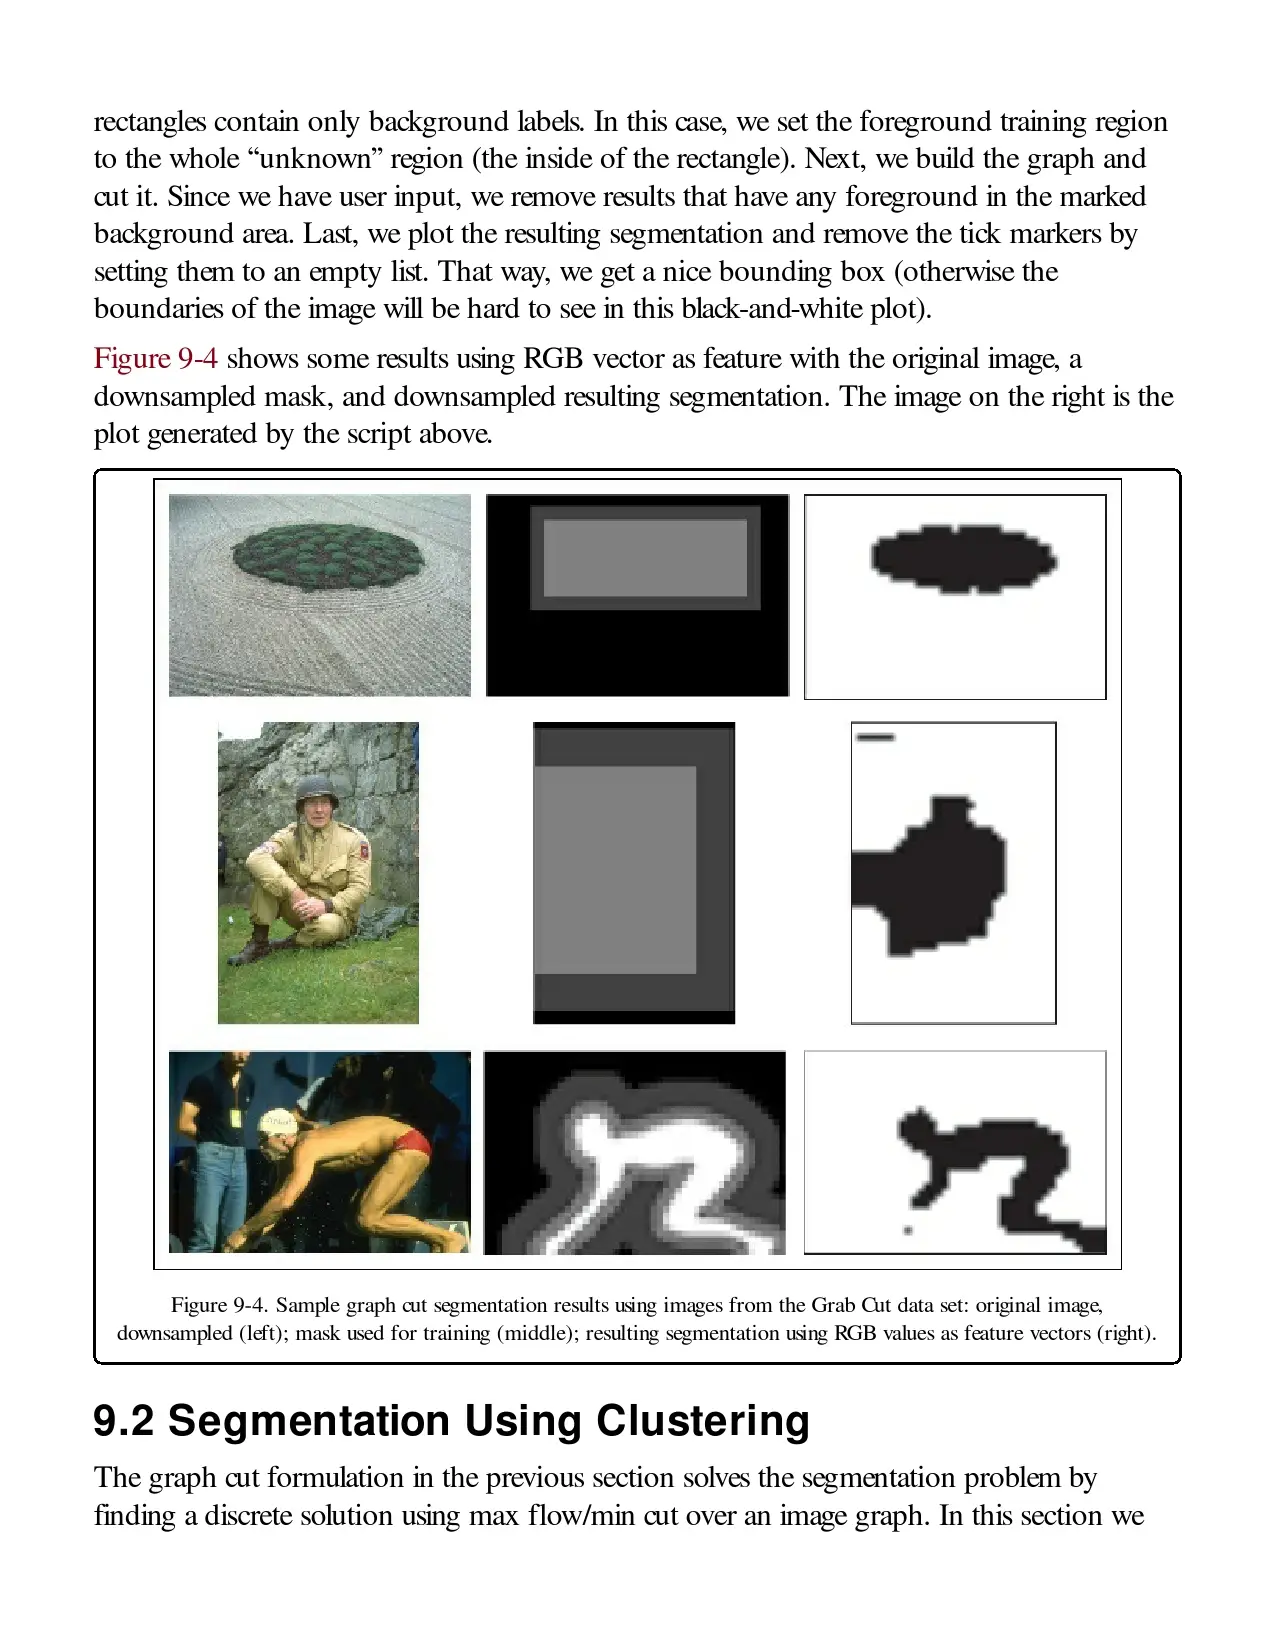 rectangles contain only background labels. In this case, we set the foreground training region
to the whole “unknown” region (the inside of the rectangle). Next, we build the graph and
cut it. Since we have user input, we remove results that have any foreground in the marked
background area. Last, we plot the resulting segmentation and remove the tick markers by
setting them to an empty list. That way, we get a nice bounding box (otherwise the
boundaries of the image will be hard to see in this black-and-white plot).
Figure 9-4 shows some results using RGB vector as feature with the original image, a
downsampled mask, and downsampled resulting segmentation. The image on the right is the
plot generated by the script above.
Figure 9-4. Sample graph cut segmentation results using images from the Grab Cut data set: original image,
downsampled (left); mask used for training (middle); resulting segmentation using RGB values as feature vectors (right).
9.2 Segmentation Using Clustering
The graph cut formulation in the previous section solves the segmentation problem by
finding a discrete solution using max flow/min cut over an image graph. In this section we